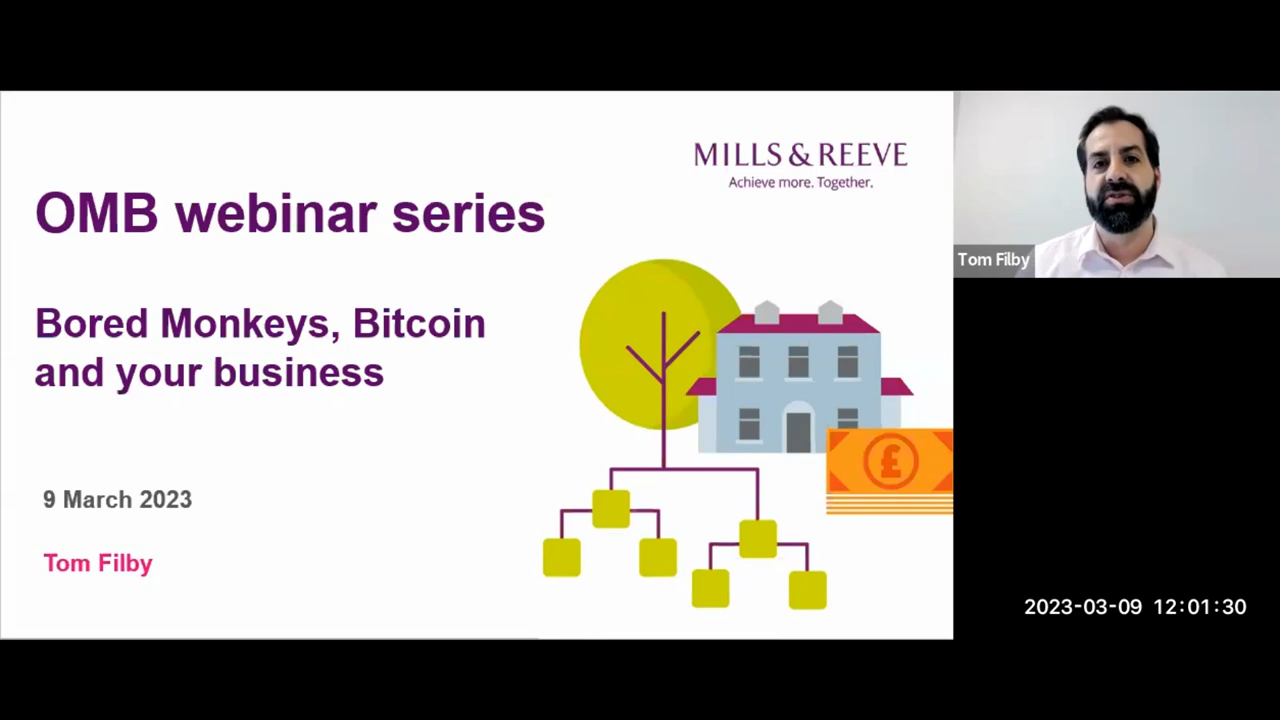 MILLS & REEVE
Achieve more. Together.
OMB webinar series
Bored Monkeys, Bitcoin
and your business
9 March 2023
Tom Filby
£
Tom Filby
2023-03-09 12:01:30